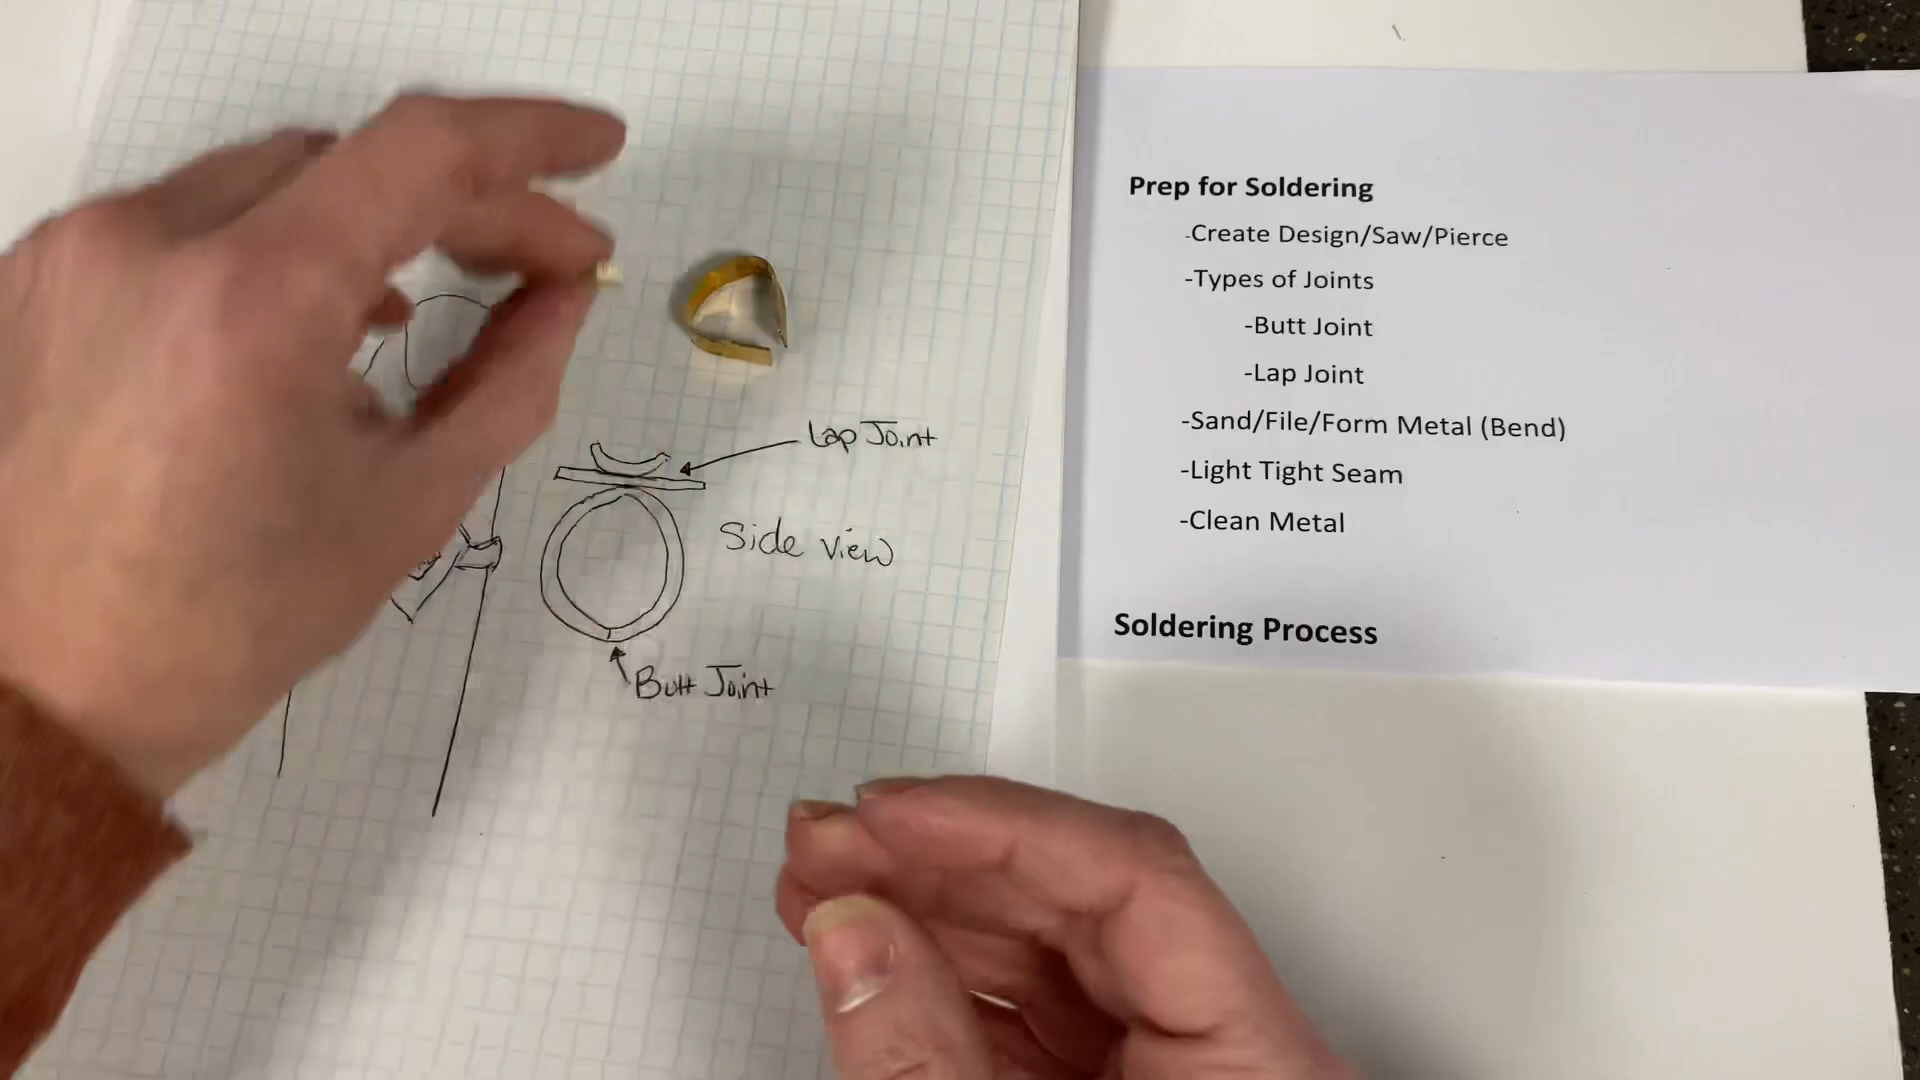 Lap Joint
Side view
Butt Joint
Prep for Soldering
-Create Design/Saw/Pierce
-Types of Joints
-Butt Joint
-Lap Joint
-Sand/File/Form Metal (Bend)
-Light Tight Seam
-Clean Metal
Soldering Process